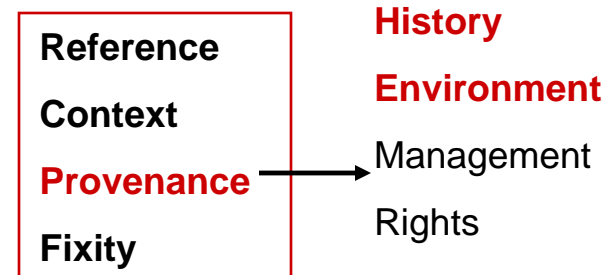 Reference
Context
Provenance
Fixity
History
Environment
Management
Rights